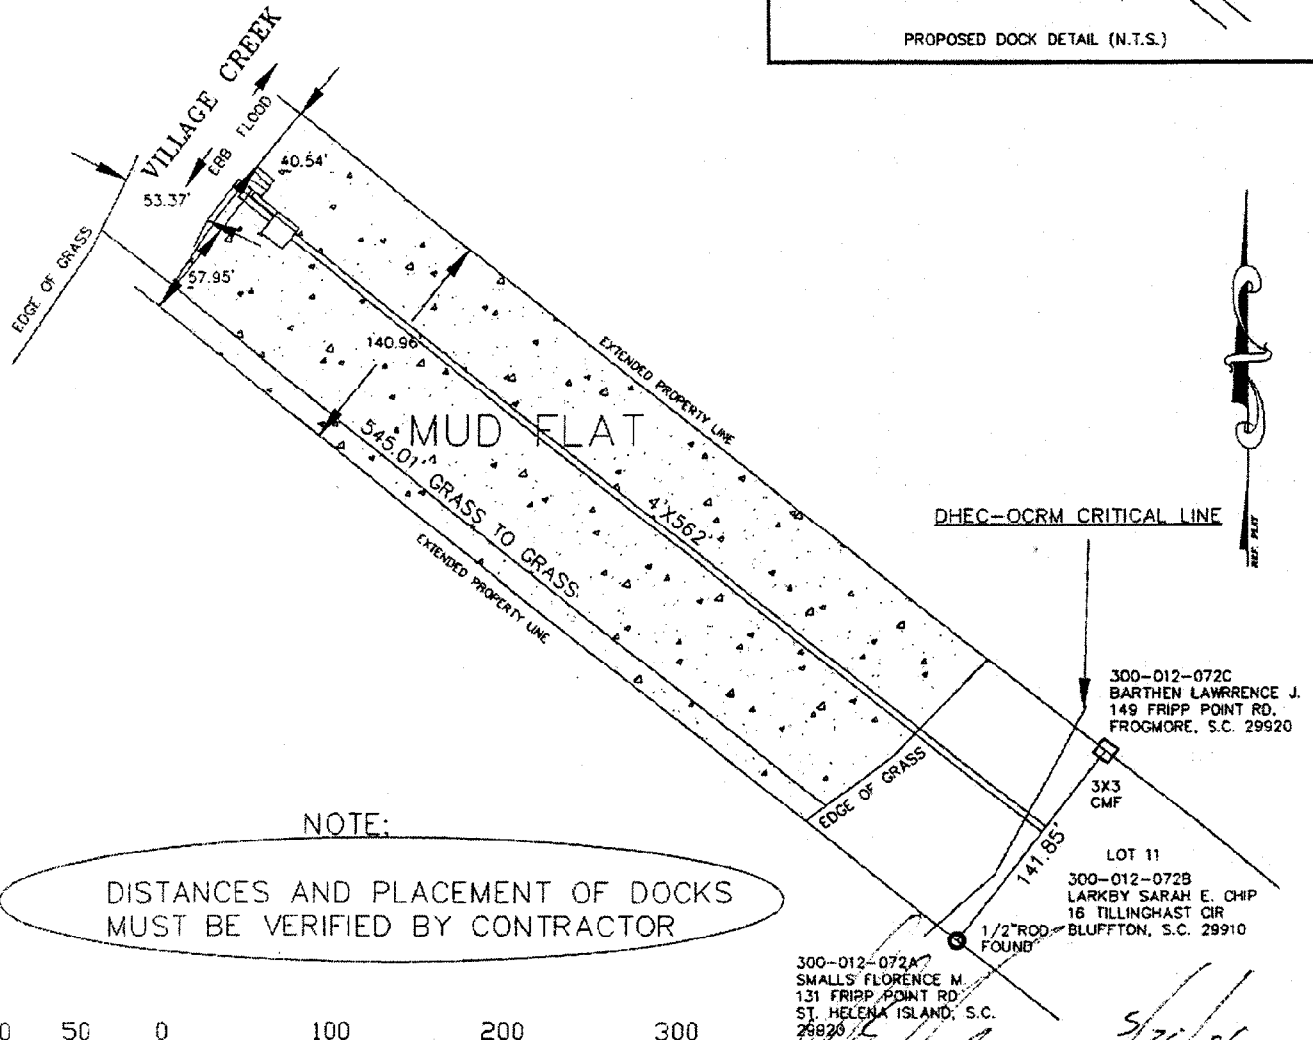 PROPOSED DOCK DETAIL (N.T.S.)
VILLAGE CREEK
EBB FLOOD
40.54'
53.37'
EDGE OF GRASS
57.95'
140.96'
EXTENDED PROPERTY LINE
MUD FLAT
545.01' GRASS TO GRASS
4'X562'
EXTENDED PROPERTY LINE
DHEC-OCRM CRITICAL LINE
REF. PLAT
300-012-072C
BARTHEN LAWRRENCE J.
149 FRIPP POINT RD.
FROGMORE, S.C. 29920
EDGE OF GRASS
3X3
CMF
141.85'
LOT 11
300-012-072B
LARKBY SARAH E. CHIP
16 TILLINGHAST CIR
BLUFFTON, S.C. 29910
1/2"ROD
FOUND
300-012-072A
SMALLS FLORENCE M.
131 FRIPP POINT RD
ST. HELENA ISLAND, S.C.
29920
NOTE:
DISTANCES AND PLACEMENT OF DOCKS
MUST BE VERIFIED BY CONTRACTOR
0 50 0 100 200 300